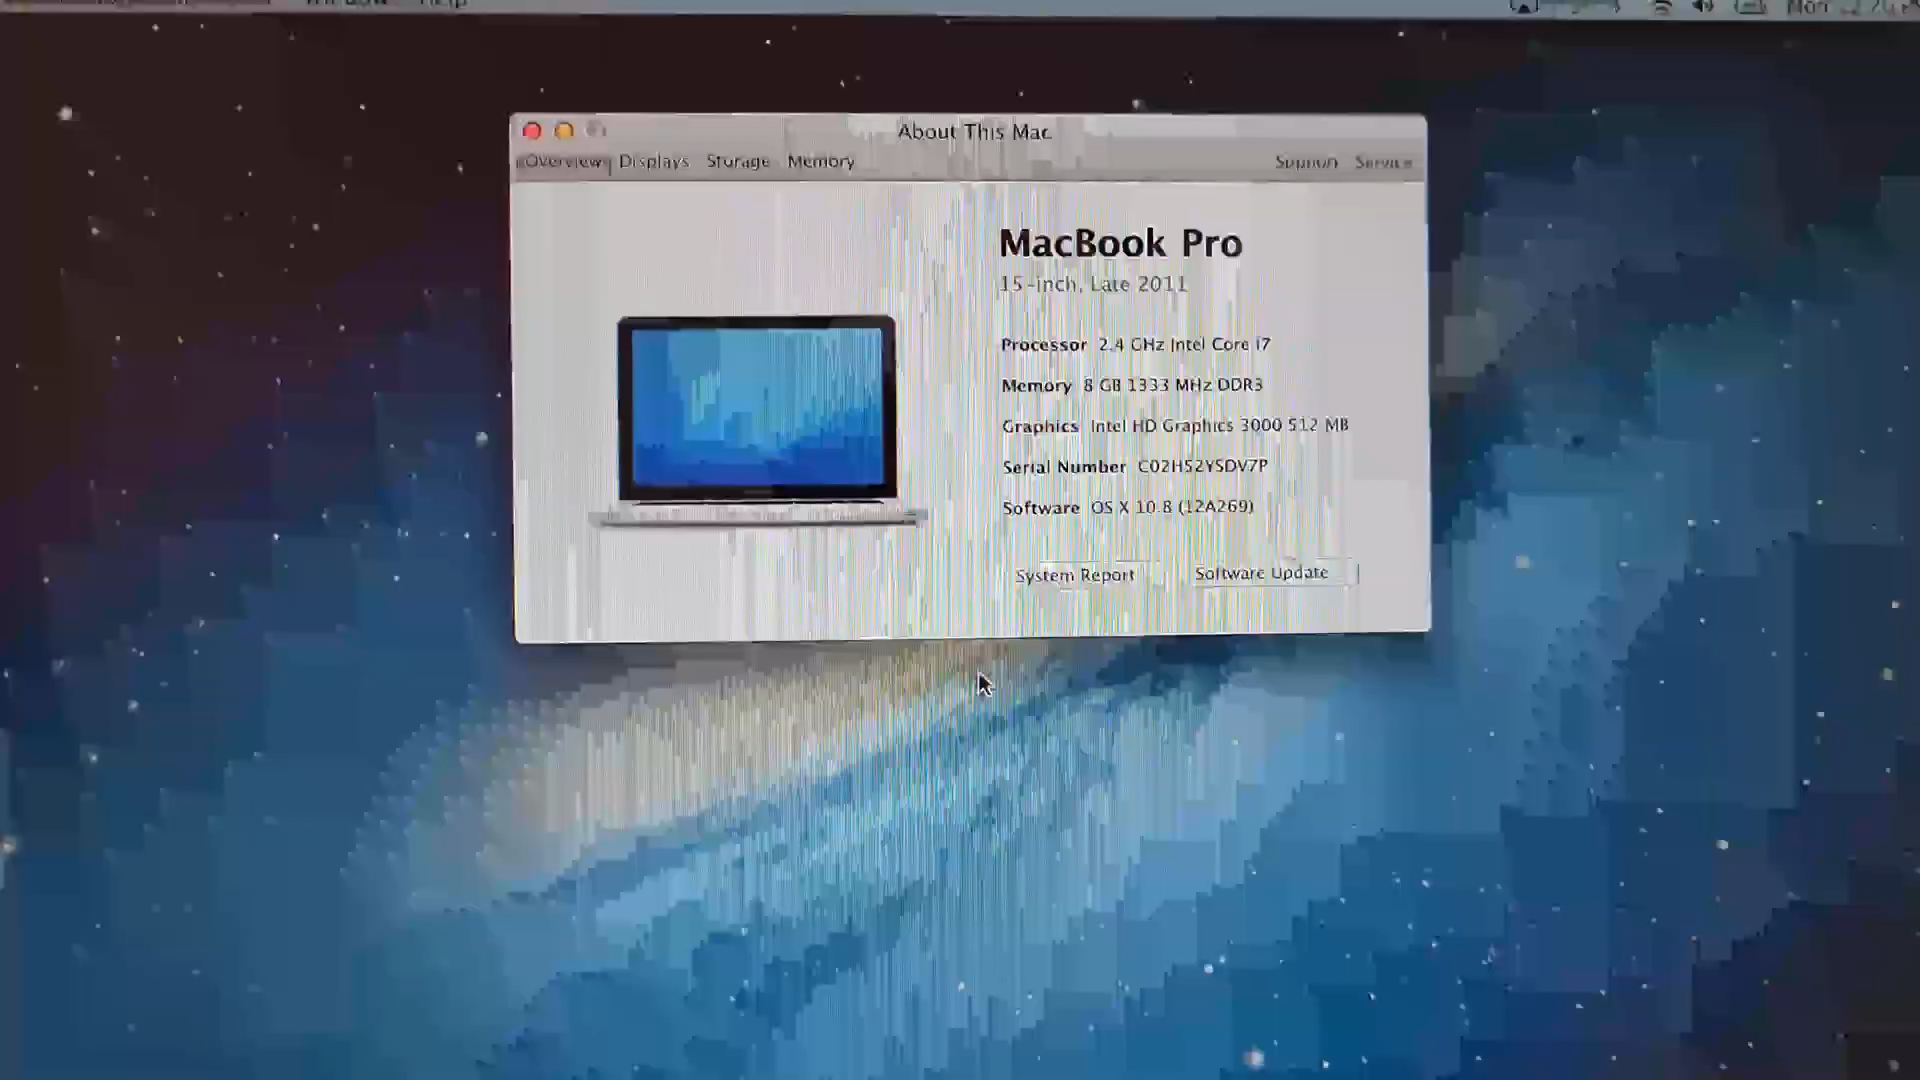 Help
Mon
About This Mac
Overview Displays Storage Memory Support Service
MacBook Pro
15-inch, Late 2011
Processor 2.4 GHz Intel Core i7
Memory 8 GB 1333 MHz DDR3
Graphics Intel HD Graphics 3000 512 MB
Serial Number C02H52YSDV7P
Software OS X 10.8 (12A269)
System Report Software Update